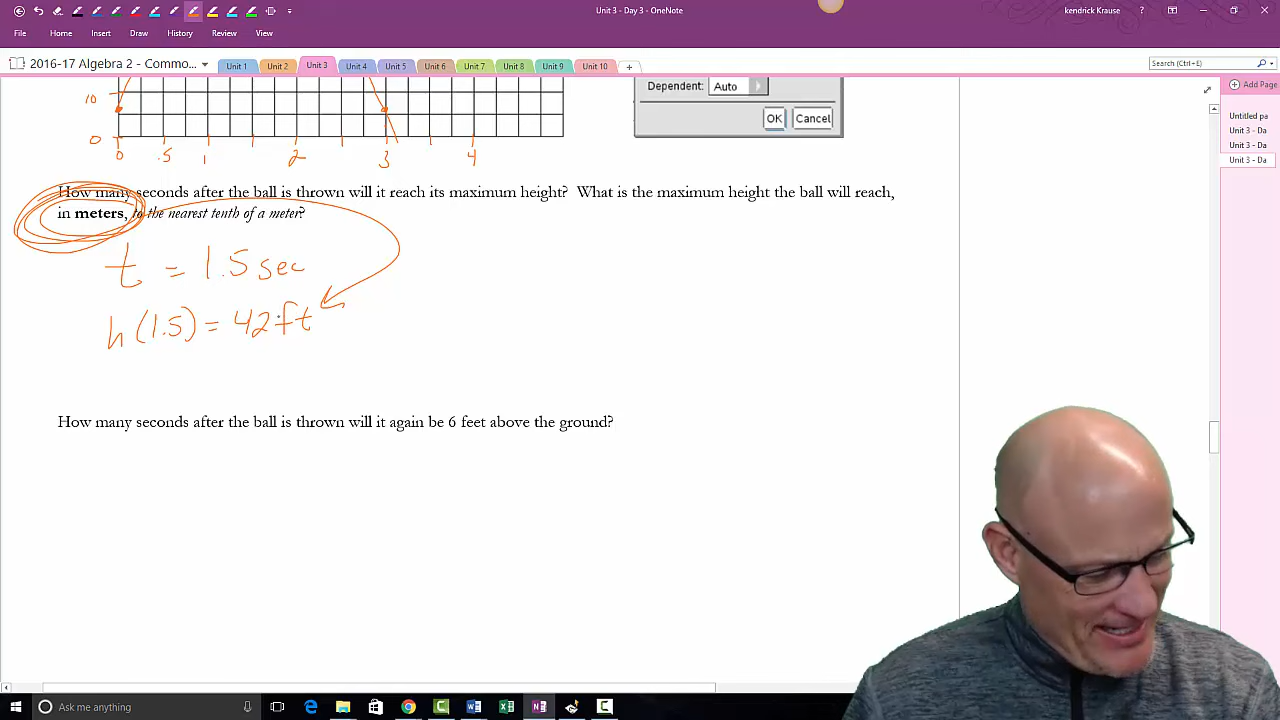 Unit 3 - Day 3 - OneNote
kendrick Krause
?
File Home Insert Draw History Review View
2016-17 Algebra 2 - Commo... Unit 1 Unit 2 Unit 3 Unit 4 Unit 5 Unit 6 Unit 7 Unit 8 Unit 9 Unit 10 +
Search (Ctrl+E)
Add Page
Untitled pa
Unit 3 - Da
Unit 3 - Da
Unit 3 - Da
10
0
0 .5 1 2 3 4
Dependent: Auto
OK Cancel
How many seconds after the ball is thrown will it reach its maximum height? What is the maximum height the ball will reach,
in meters, to the nearest tenth of a meter?
t = 1.5 sec
h(1.5) = 42 ft
How many seconds after the ball is thrown will it again be 6 feet above the ground?
Ask me anything